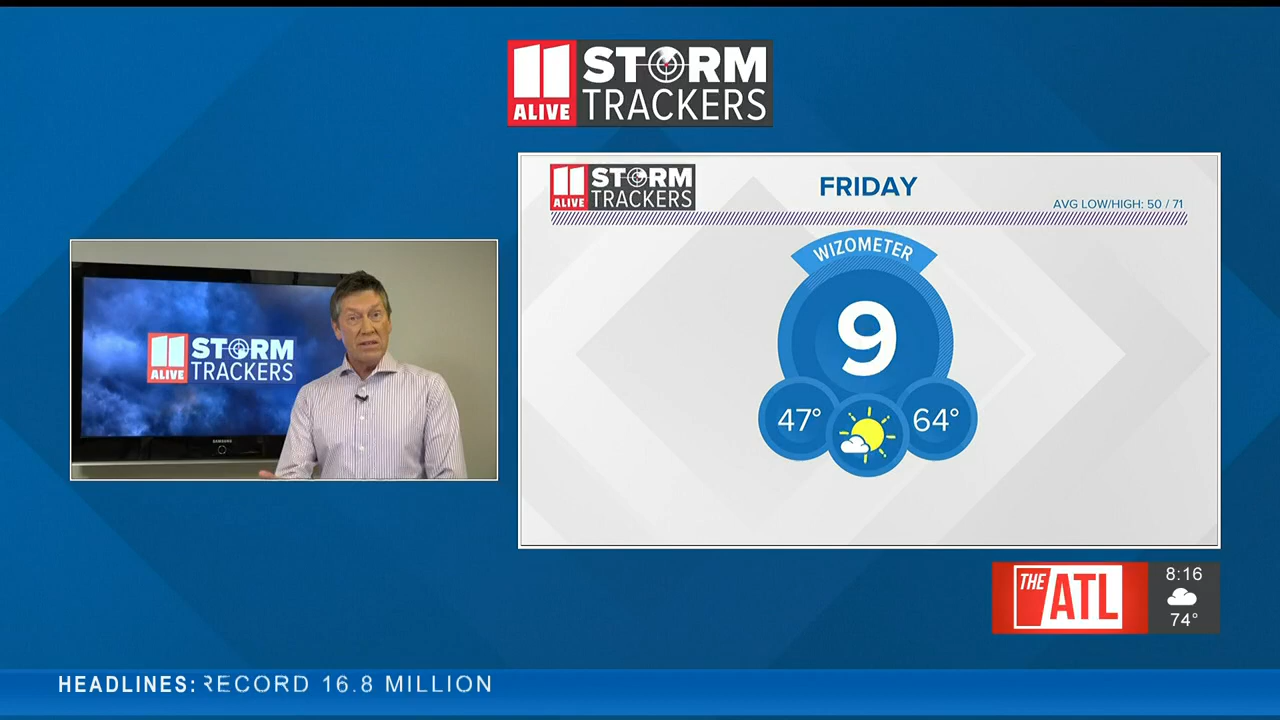 11 ALIVE STORM TRACKERS
11 ALIVE STORM TRACKERS
FRIDAY
AVG LOW/HIGH: 50 / 71
WIZOMETER
9
47°
64°
11 ALIVE STORM TRACKERS
SAMSUNG
THE ATL
8:16
74°
HEADLINES: RECORD 16.8 MILLION